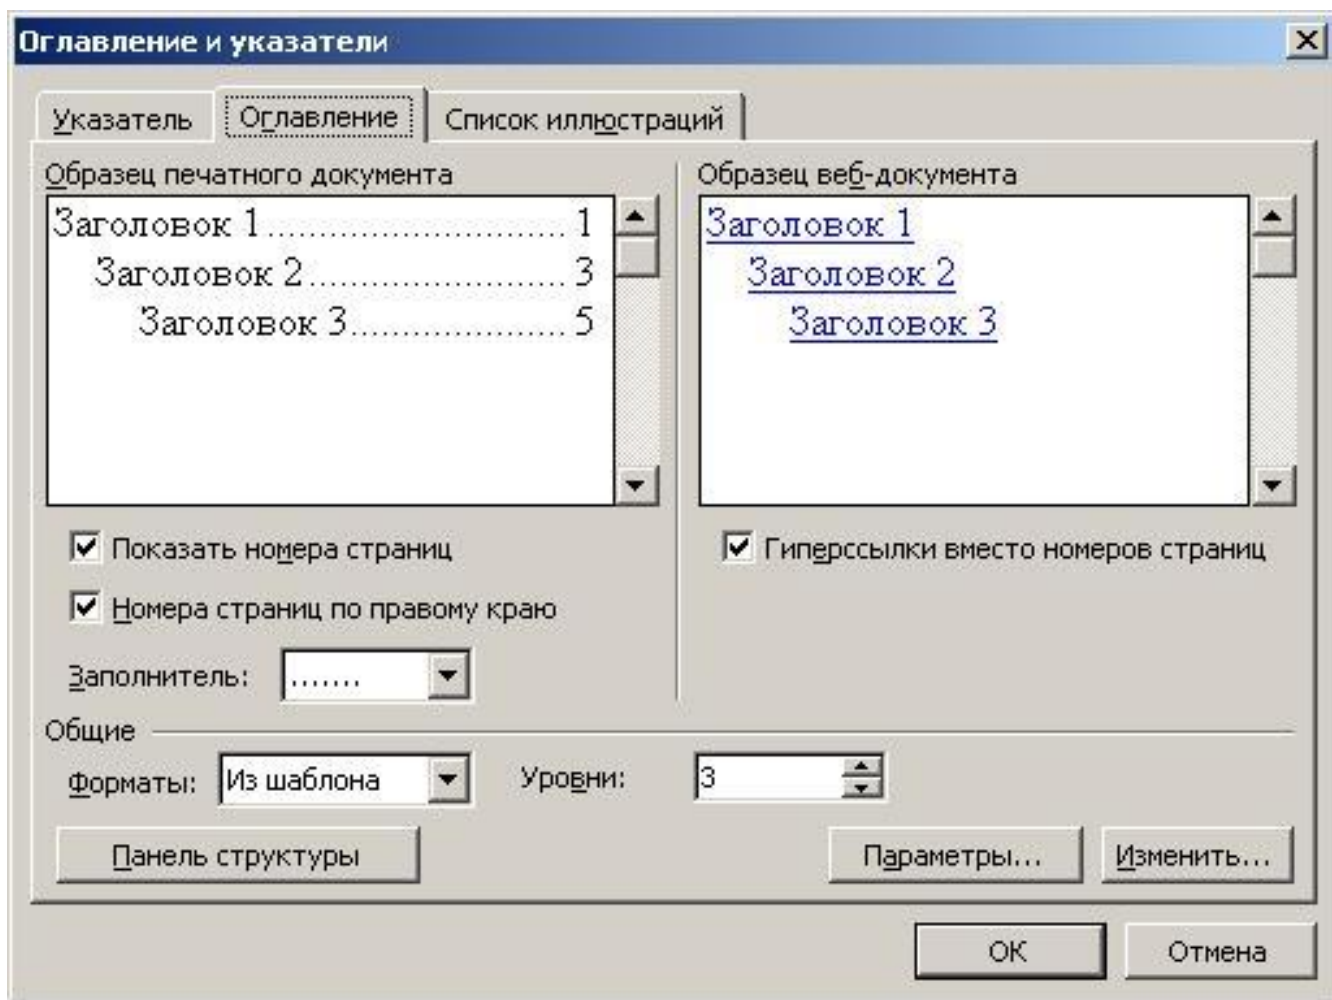 Оглавление и указатели
Указатель Оглавление Список иллюстраций
Образец печатного документа
Заголовок 1.............................. 1
Заголовок 2.......................... 3
Заголовок 3...................... 5
Образец веб-документа
Заголовок 1
Заголовок 2
Заголовок 3
Показать номера страниц
Номера страниц по правому краю
Заполнитель: .......
Гиперссылки вместо номеров страниц
Общие
Форматы: Из шаблона Уровни: 3
Панель структуры Параметры... Изменить...
ОК Отмена